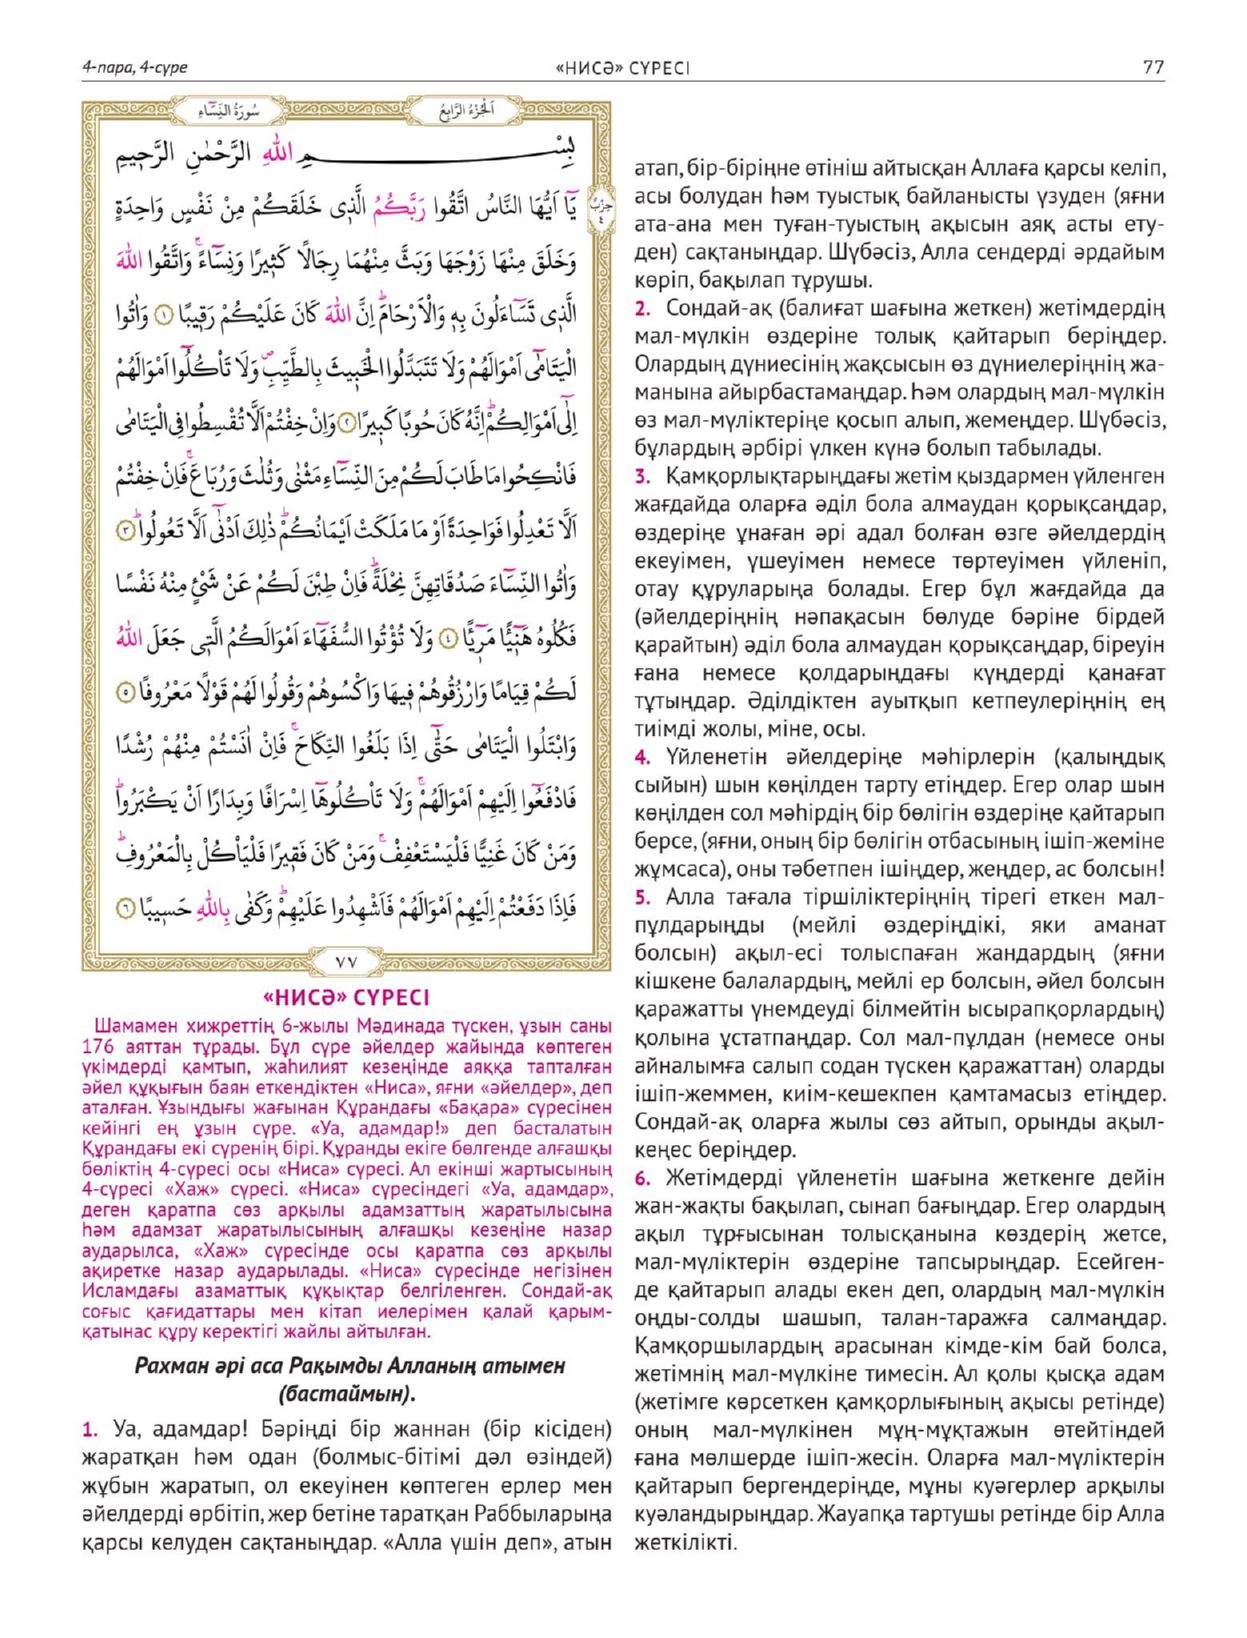 4-пара, 4-сүре
«НИСӘ» СҮРЕСІ
77
سُورَةُ النِّسَٓاءِ
اَلْجُزْءُ الرَّابِعُ
بِسْمِ اللهِ الرَّحْمٰنِ الرَّحٖيمِ
يَٓا اَيُّهَا النَّاسُ اتَّقُوا رَبَّكُمُ الَّذٖى خَلَقَكُمْ مِنْ نَفْسٍ وَاحِدَةٍ
حِزْبٌ
٤
وَخَلَقَ مِنْهَا زَوْجَهَا وَبَثَّ مِنْهُمَا رِجَالًا كَثٖيرًا وَنِسَٓاءًۚ وَاتَّقُوا اللهَ
الَّذٖى تَسَٓاءَلُونَ بِهٖ وَالْاَرْحَامَؕ اِنَّ اللهَ كَانَ عَلَيْكُمْ رَقٖيبًا ﴿١﴾ وَاٰتُوا
الْيَتَامٰٓى اَمْوَالَهُمْ وَلَا تَتَبَدَّلُوا الْخَبٖيثَ بِالطَّيِّبِࣕ وَلَا تَأْكُلُٓوا اَمْوَالَهُمْ
اِلٰٓى اَمْوَالِكُمْؕ اِنَّهُ كَانَ حُوبًا كَبٖيرًا ﴿٢﴾ وَاِنْ خِفْتُمْ اَلَّا تُقْسِطُوا فِى الْيَتَامٰى
فَانْكِحُوا مَا طَابَ لَكُمْ مِنَ النِّسَٓاءِ مَثْنٰى وَثُلٰثَ وَرُبَاعَۚ فَاِنْ خِفْتُمْ
اَلَّا تَعْدِلُوا فَوَاحِدَةً اَوْ مَا مَلَكَتْ اَيْمَانُكُمْؕ ذٰلِكَ اَدْنٰٓى اَلَّا تَعُولُواؕ ﴿٣﴾
وَاٰتُوا النِّسَٓاءَ صَدُقَاتِهِنَّ نِحْلَةًؕ فَاِنْ طِبْنَ لَكُمْ عَنْ شَيْءٍ مِنْهُ نَفْسًا
فَكُلُوهُ هَنٖٓيـًٔا مَرٖٓيـًٔا ﴿٤﴾ وَلَا تُؤْتُوا السُّفَهَٓاءَ اَمْوَالَكُمُ الَّتٖى جَعَلَ اللهُ
لَكُمْ قِيَامًا وَارْزُقُوهُمْ فٖيهَا وَاكْسُوهُمْ وَقُولُوا لَهُمْ قَوْلًا مَعْرُوفًا ﴿٥﴾
وَابْتَلُوا الْيَتَامٰى حَتّٰٓى اِذَا بَلَغُوا النِّكَاحَۚ فَاِنْ اٰنَسْتُمْ مِنْهُمْ رُشْدًا
فَادْفَعُٓوا اِلَيْهِمْ اَمْوَالَهُمْۚ وَلَا تَأْكُلُوهَٓا اِسْرَافًا وَبِدَارًا اَنْ يَكْبَرُواؕ
وَمَنْ كَانَ غَنِيًّا فَلْيَسْتَعْفِفْۚ وَمَنْ كَانَ فَقٖيرًا فَلْيَأْكُلْ بِالْمَعْرُوفِؕ
فَاِذَا دَفَعْتُمْ اِلَيْهِمْ اَمْوَالَهُمْ فَاَشْهِدُوا عَلَيْهِمْؕ وَكَفٰى بِاللهِ حَسٖيبًا ﴿٦﴾
٧٧
«НИСӘ» СҮРЕСІ
Шамамен хижреттің 6-жылы Мәдинада түскен, ұзын саны
176 аяттан тұрады. Бұл сүре әйелдер жайында көптеген
үкімдерді қамтып, жаһилият кезеңінде аяққа тапталған
әйел құқығын баян еткендіктен «Ниса», яғни «әйелдер», деп
аталған. Ұзындығы жағынан Құрандағы «Бақара» сүресінен
кейінгі ең ұзын сүре. «Уа, адамдар!» деп басталатын
Құрандағы екі сүренің бірі. Құранды екіге бөлгенде алғашқы
бөліктің 4-сүресі осы «Ниса» сүресі. Ал екінші жартысының
4-сүресі «Хаж» сүресі. «Ниса» сүресіндегі «Уа, адамдар»,
деген қаратпа сөз арқылы адамзаттың жаратылысына
һәм адамзат жаратылысының алғашқы кезеңіне назар
аударылса, «Хаж» сүресінде осы қаратпа сөз арқылы
ақиретке назар аударылады. «Ниса» сүресінде негізінен
Исламдағы азаматтық құқықтар белгіленген. Сондай-ақ
соғыс қағидаттары мен кітап иелерімен қалай қарым-
қатынас құру керектігі жайлы айтылған.
Рахман әрі аса Рақымды Алланың атымен
(бастаймын).
1. Уа, адамдар! Бәріңді бір жаннан (бір кісіден)
жаратқан һәм одан (болмыс-бітімі дәл өзіндей)
жұбын жаратып, ол екеуінен көптеген ерлер мен
әйелдерді өрбітіп, жер бетіне таратқан Раббыларыңа
қарсы келуден сақтаныңдар. «Алла үшін деп», атын
атап, бір-біріңне өтініш айтысқан Аллаға қарсы келіп,
асы болудан һәм туыстық байланысты үзуден (яғни
ата-ана мен туған-туыстың ақысын аяқ асты ету-
ден) сақтаныңдар. Шүбәсіз, Алла сендерді әрдайым
көріп, бақылап тұрушы.
2. Сондай-ақ (балиғат шағына жеткен) жетімдердің
мал-мүлкін өздеріне толық қайтарып беріңдер.
Олардың дүниесінің жақсысын өз дүниелеріңнің жа-
манына айырбастамаңдар. Һәм олардың мал-мүлкін
өз мал-мүліктеріңе қосып алып, жемеңдер. Шүбәсіз,
бұлардың әрбірі үлкен күнә болып табылады.
3. Қамқорлықтарыңдағы жетім қыздармен үйленген
жағдайда оларға әділ бола алмаудан қорықсаңдар,
өздеріңе ұнаған әрі адал болған өзге әйелдердің
екеуімен, үшеуімен немесе төртеуімен үйленіп,
отау құруларыңа болады. Егер бұл жағдайда да
(әйелдеріңнің нәпақасын бөлуде бәріне бірдей
қарайтын) әділ бола алмаудан қорықсаңдар, біреуін
ғана немесе қолдарыңдағы күңдерді қанағат
тұтыңдар. Әділдіктен ауытқып кетпеулеріңнің ең
тиімді жолы, міне, осы.
4. Үйленетін әйелдеріңе мәһірлерін (қалыңдық
сыйын) шын көңілден тарту етіңдер. Егер олар шын
көңілден сол мәһірдің бір бөлігін өздеріңе қайтарып
берсе, (яғни, оның бір бөлігін отбасының ішіп-жеміне
жұмсаса), оны тәбетпен ішіңдер, жеңдер, ас болсын!
5. Алла тағала тіршіліктеріңнің тірегі еткен мал-
пұлдарыңды (мейлі өздеріңдікі, яки аманат
болсын) ақыл-есі толыспаған жандардың (яғни
кішкене балалардың, мейлі ер болсын, әйел болсын
қаражатты үнемдеуді білмейтін ысырапқорлардың)
қолына ұстатпаңдар. Сол мал-пұлдан (немесе оны
айналымға салып содан түскен қаражаттан) оларды
ішіп-жеммен, киім-кешекпен қамтамасыз етіңдер.
Сондай-ақ оларға жылы сөз айтып, орынды ақыл-
кеңес беріңдер.
6. Жетімдерді үйленетін шағына жеткенге дейін
жан-жақты бақылап, сынап бағыңдар. Егер олардың
ақыл тұрғысынан толысқанына көздерің жетсе,
мал-мүліктерін өздеріне тапсырыңдар. Есейген-
де қайтарып алады екен деп, олардың мал-мүлкін
оңды-солды шашып, талан-таражға салмаңдар.
Қамқоршылардың арасынан кімде-кім бай болса,
жетімнің мал-мүлкіне тимесін. Ал қолы қысқа адам
(жетімге көрсеткен қамқорлығының ақысы ретінде)
оның мал-мүлкінен мұң-мұқтажын өтейтіндей
ғана мөлшерде ішіп-жесін. Оларға мал-мүліктерін
қайтарып бергендеріңде, мұны куәгерлер арқылы
куәландырыңдар. Жауапқа тартушы ретінде бір Алла
жеткілікті.